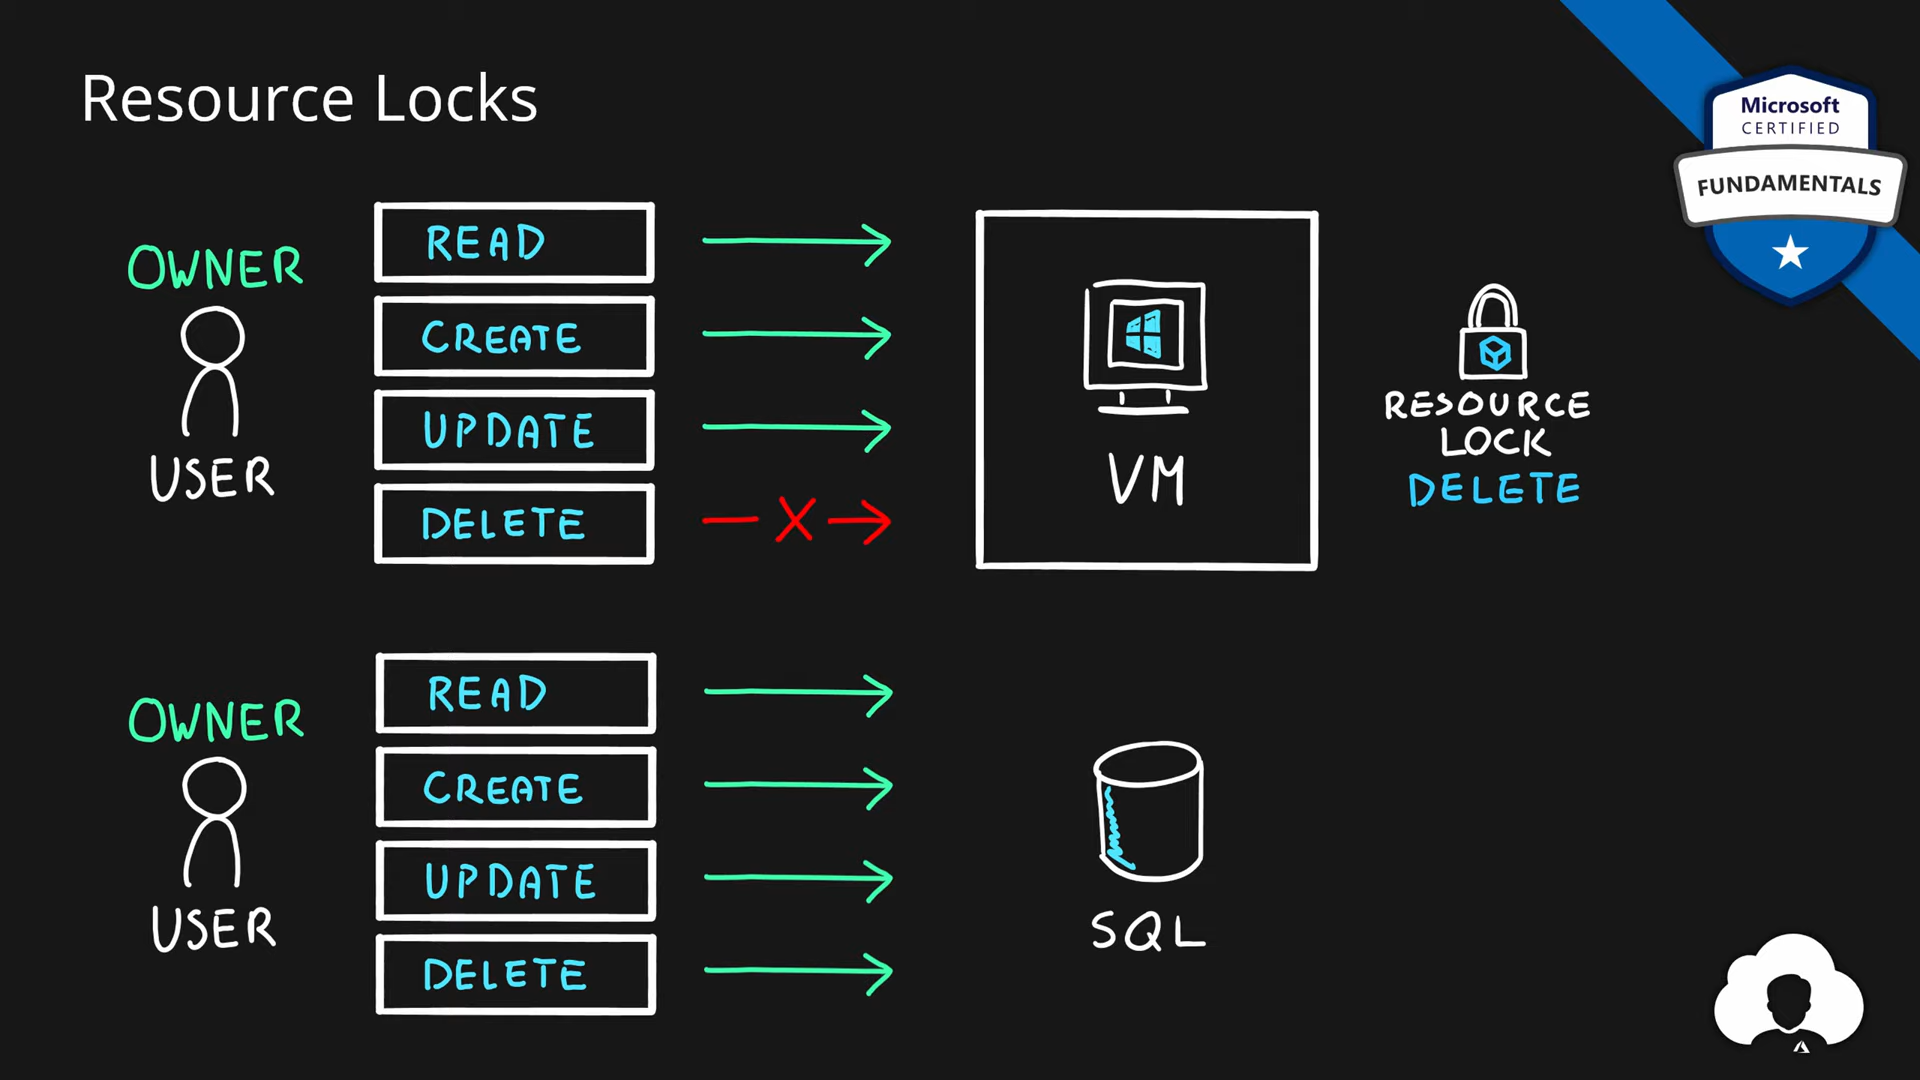 Resource Locks
Microsoft
CERTIFIED
FUNDAMENTALS
OWNER
USER
READ
CREATE
UPDATE
DELETE
X
VM
RESOURCE
LOCK
DELETE
OWNER
USER
READ
CREATE
UPDATE
DELETE
SQL